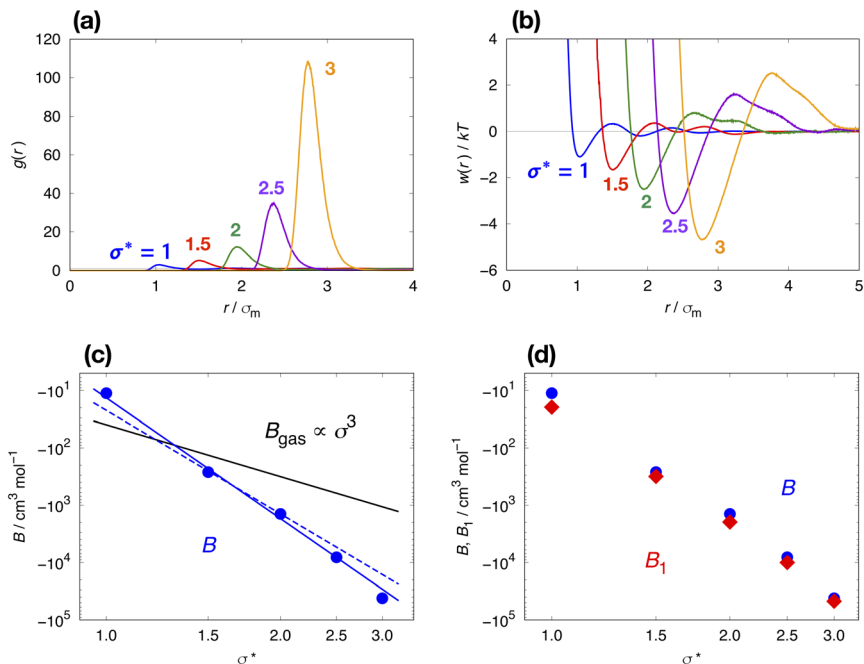 (a)
g(r)
120
100
80
60
40
20
0
σ* = 1
1.5
2
2.5
3
0 1 2 3 4
r / σm
(b)
w(r) / kT
4
2
0
−2
−4
−6
σ* = 1
1.5
2
2.5
3
0 1 2 3 4 5
r / σm
(c)
B / cm³ mol⁻¹
−10¹
−10²
−10³
−10⁴
−10⁵
Bgas ∝ σ³
B
1.0 1.5 2.0 2.5 3.0
σ*
(d)
B, B₁ / cm³ mol⁻¹
−10¹
−10²
−10³
−10⁴
−10⁵
B
B₁
1.0 1.5 2.0 2.5 3.0
σ*